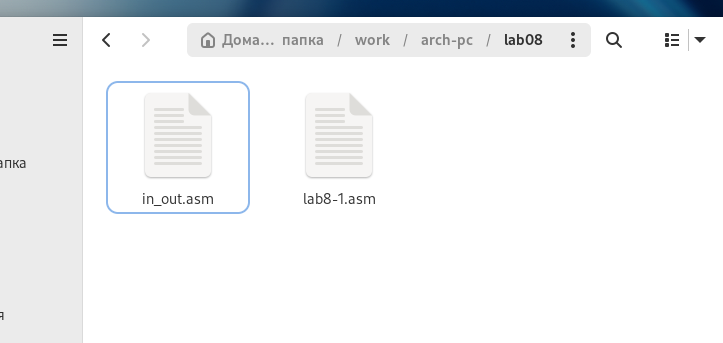 Дома... папка / work / arch-pc / lab08
апка
in_out.asm
lab8-1.asm
я